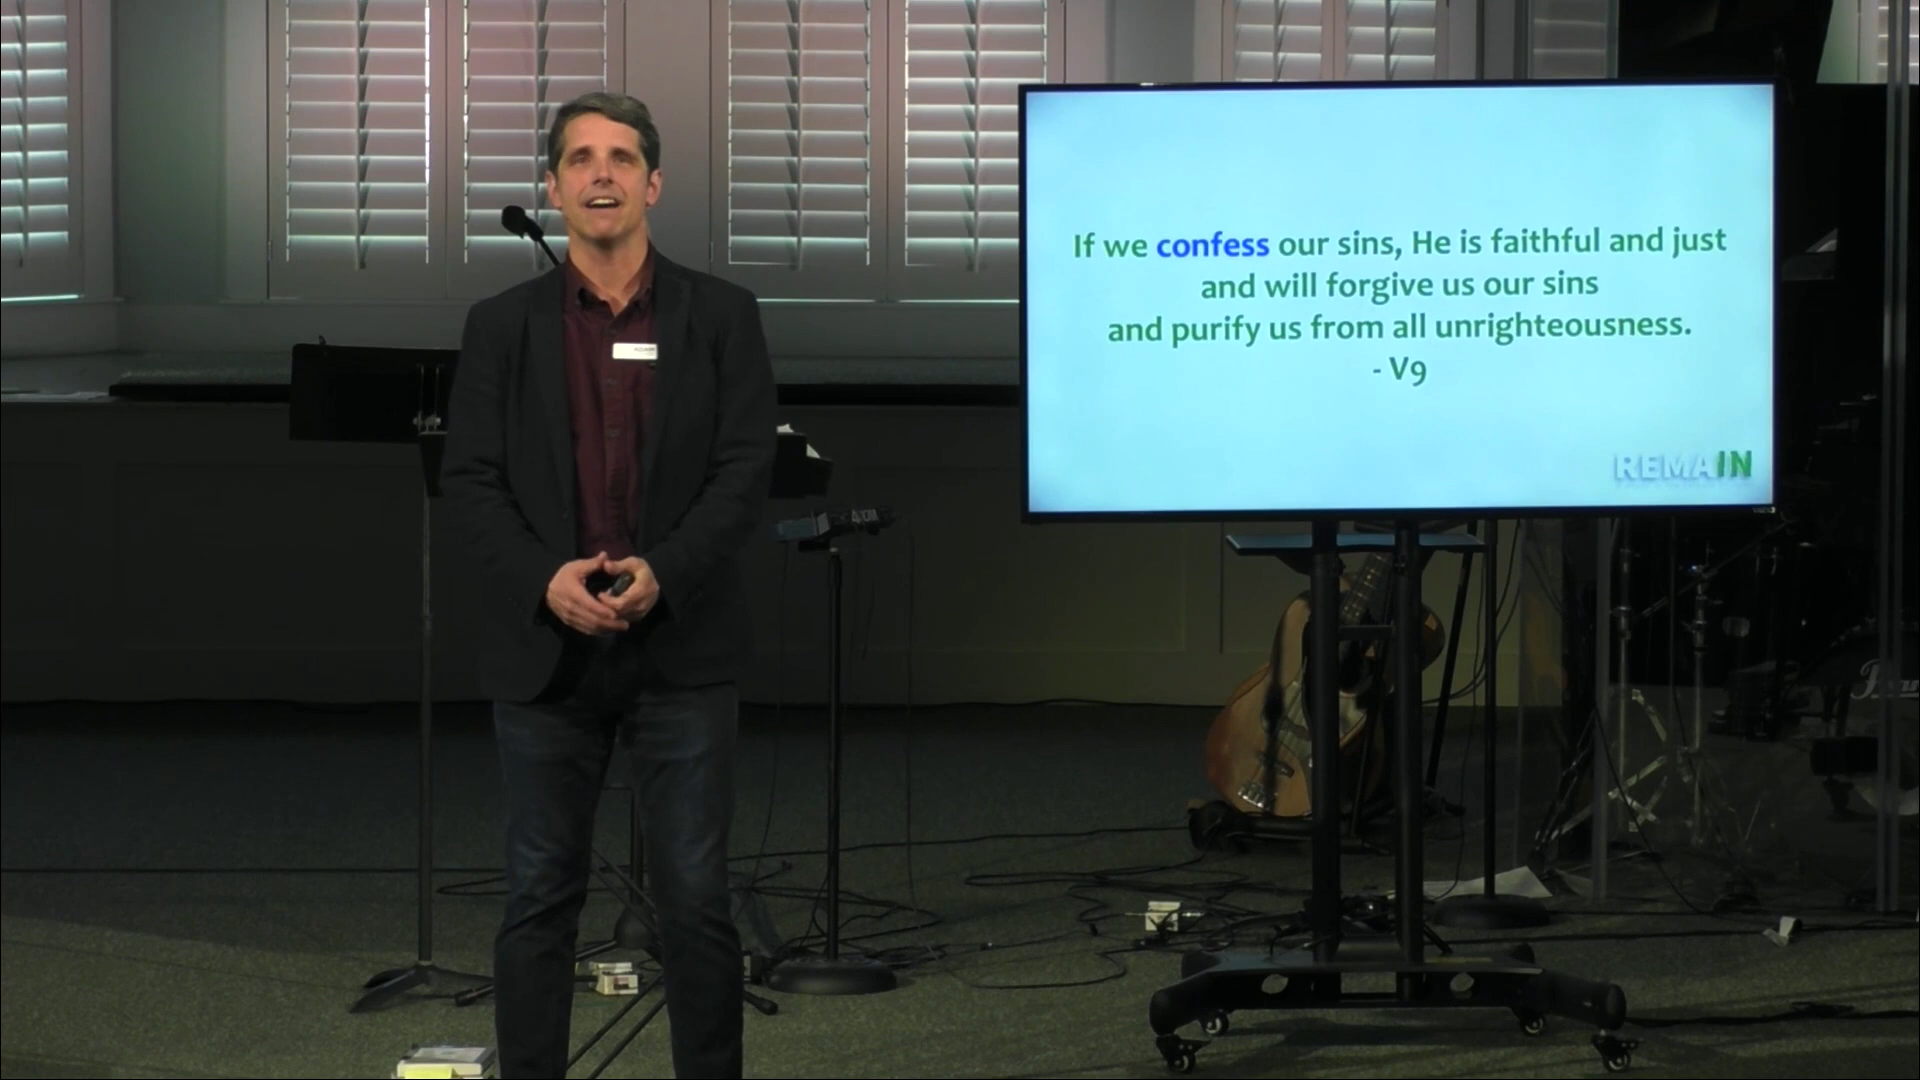 If we confess our sins, He is faithful and just
and will forgive us our sins
and purify us from all unrighteousness.
- V9
REMAIN